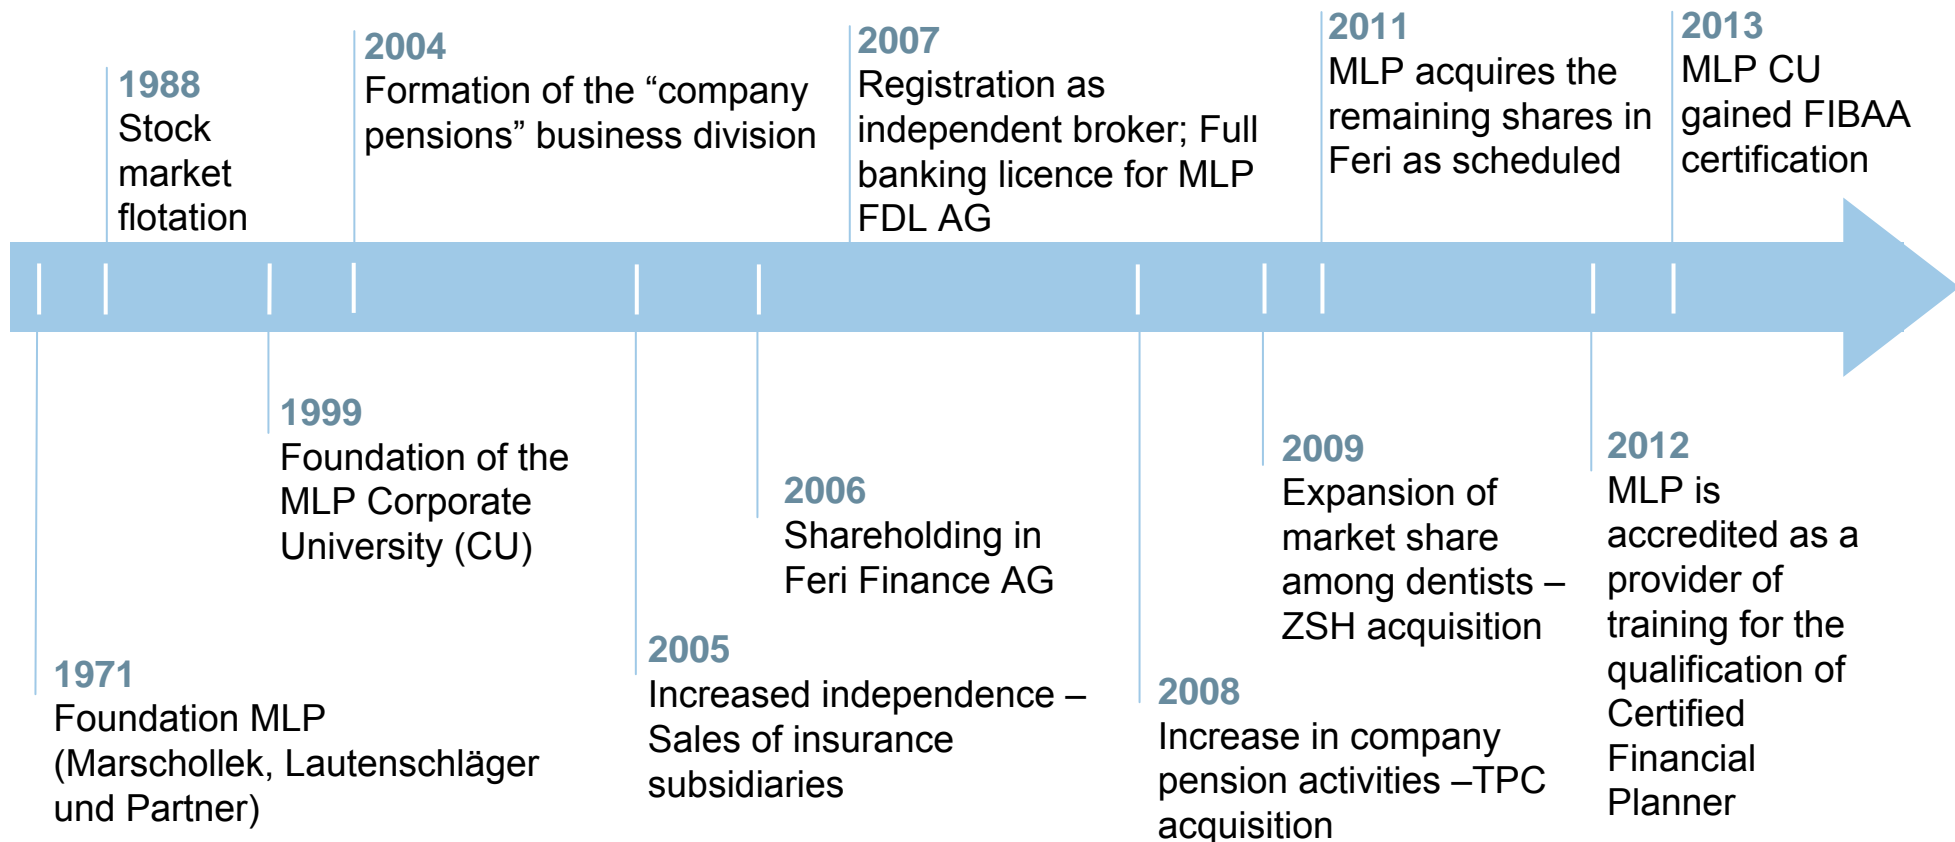 1988
Stock
market
flotation
2004
Formation of the “company
pensions” business division
2007
Registration as
independent broker; Full
banking licence for MLP
FDL AG
2011
MLP acquires the
remaining shares in
Feri as scheduled
2013
MLP CU
gained FIBAA
certification
1971
Foundation MLP
(Marschollek, Lautenschläger
und Partner)
1999
Foundation of the
MLP Corporate
University (CU)
2005
Increased independence –
Sales of insurance
subsidiaries
2006
Shareholding in
Feri Finance AG
2008
Increase in company
pension activities –TPC
acquisition
2009
Expansion of
market share
among dentists –
ZSH acquisition
2012
MLP is
accredited as a
provider of
training for the
qualification of
Certified
Financial
Planner